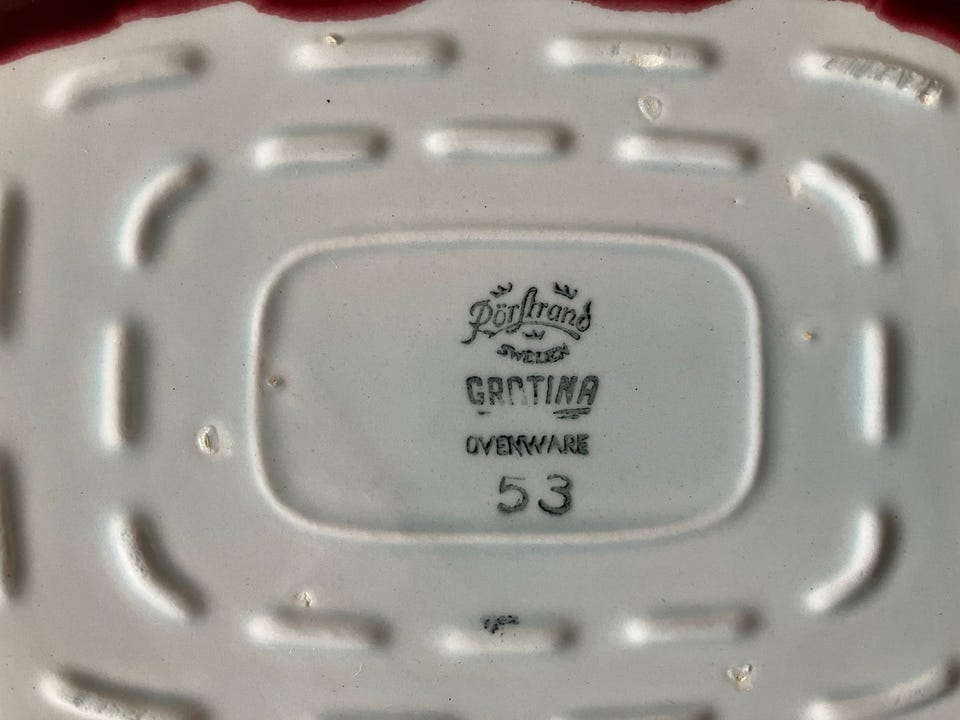 Rörstrand
SWEDEN
GRATINA
OVENWARE
53